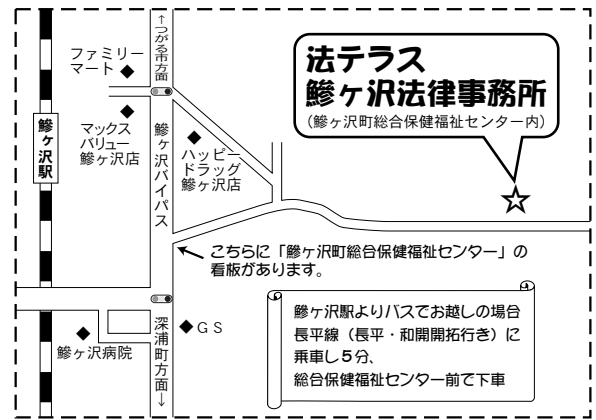 ←つがる市方面
ファミリー
マート◆
法テラス
鰺ヶ沢法律事務所
（鰺ヶ沢町総合保健福祉センター内）
鰺ヶ沢駅
◆
マックス
バリュー
鰺ヶ沢店
鰺ヶ沢バイパス
◆
ハッピー
ドラッグ
鰺ヶ沢店
☆
こちらに「鰺ヶ沢町総合保健福祉センター」の
看板があります。
鰺ヶ沢駅よりバスでお越しの場合
長平線（長平・和開開拓行き）に
乗車し５分、
総合保健福祉センター前で下車
◆ＧＳ
◆
鰺ヶ沢病院
深浦町方面→